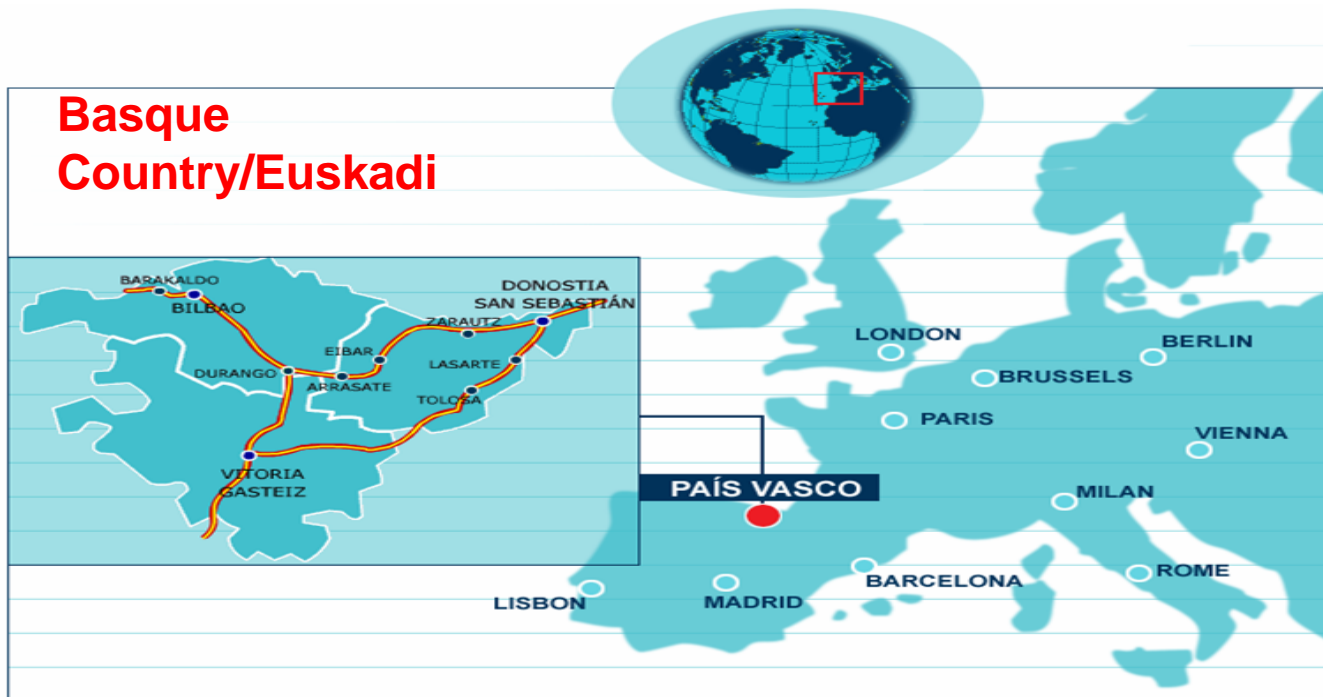 Basque
Country/Euskadi
BARAKALDO
BILBAO
DONOSTIA
SAN SEBASTIÁN
ZARAUTZ
EIBAR
LASARTE
DURANGO
ARRASATE
TOLOSA
VITORIA
GASTEIZ
LONDON
BERLIN
BRUSSELS
PARIS
VIENNA
PAÍS VASCO
MILAN
BARCELONA
ROME
LISBON
MADRID